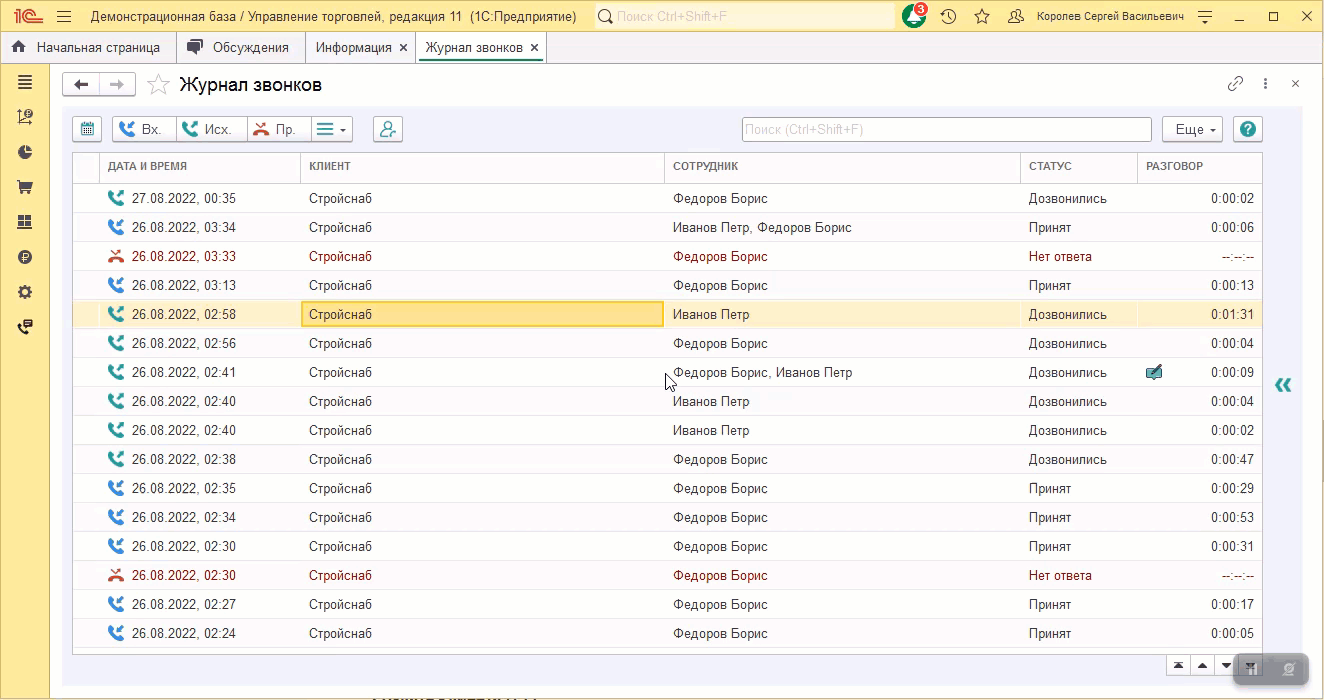 1С Демонстрационная база / Управление торговлей, редакция 11 (1С:Предприятие) Поиск Ctrl+Shift+F 3 Королев Сергей Васильевич
Начальная страница Обсуждения Информация × Журнал звонков ×
Журнал звонков
Вх. Исх. Пр. Поиск (Ctrl+Shift+F) Еще ?
ДАТА И ВРЕМЯ КЛИЕНТ СОТРУДНИК СТАТУС РАЗГОВОР
27.08.2022, 00:35 Стройснаб Федоров Борис Дозвонились 0:00:02
26.08.2022, 03:34 Стройснаб Иванов Петр, Федоров Борис Принят 0:00:06
26.08.2022, 03:33 Стройснаб Федоров Борис Нет ответа --:--:--
26.08.2022, 03:13 Стройснаб Федоров Борис Принят 0:00:13
26.08.2022, 02:58 Стройснаб Иванов Петр Дозвонились 0:01:31
26.08.2022, 02:56 Стройснаб Федоров Борис Дозвонились 0:00:04
26.08.2022, 02:41 Стройснаб Федоров Борис, Иванов Петр Дозвонились 0:00:09
26.08.2022, 02:40 Стройснаб Иванов Петр Дозвонились 0:00:04
26.08.2022, 02:40 Стройснаб Иванов Петр Дозвонились 0:00:02
26.08.2022, 02:38 Стройснаб Федоров Борис Дозвонились 0:00:47
26.08.2022, 02:35 Стройснаб Федоров Борис Принят 0:00:29
26.08.2022, 02:34 Стройснаб Федоров Борис Принят 0:00:53
26.08.2022, 02:30 Стройснаб Федоров Борис Принят 0:00:31
26.08.2022, 02:30 Стройснаб Федоров Борис Нет ответа --:--:--
26.08.2022, 02:27 Стройснаб Федоров Борис Принят 0:00:17
26.08.2022, 02:24 Стройснаб Федоров Борис Принят 0:00:05